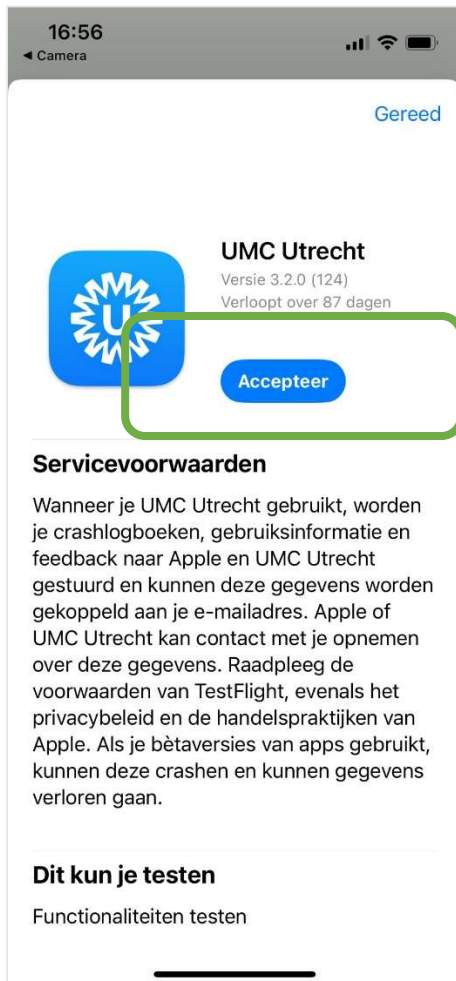 16:56
◀ Camera
Gereed
UMC Utrecht
Versie 3.2.0 (124)
Verloopt over 87 dagen
U
Accepteer
Servicevoorwaarden
Wanneer je UMC Utrecht gebruikt, worden
je crashlogboeken, gebruiksinformatie en
feedback naar Apple en UMC Utrecht
gestuurd en kunnen deze gegevens worden
gekoppeld aan je e-mailadres. Apple of
UMC Utrecht kan contact met je opnemen
over deze gegevens. Raadpleeg de
voorwaarden van TestFlight, evenals het
privacybeleid en de handelspraktijken van
Apple. Als je bètaversies van apps gebruikt,
kunnen deze crashen en kunnen gegevens
verloren gaan.
Dit kun je testen
Functionaliteiten testen